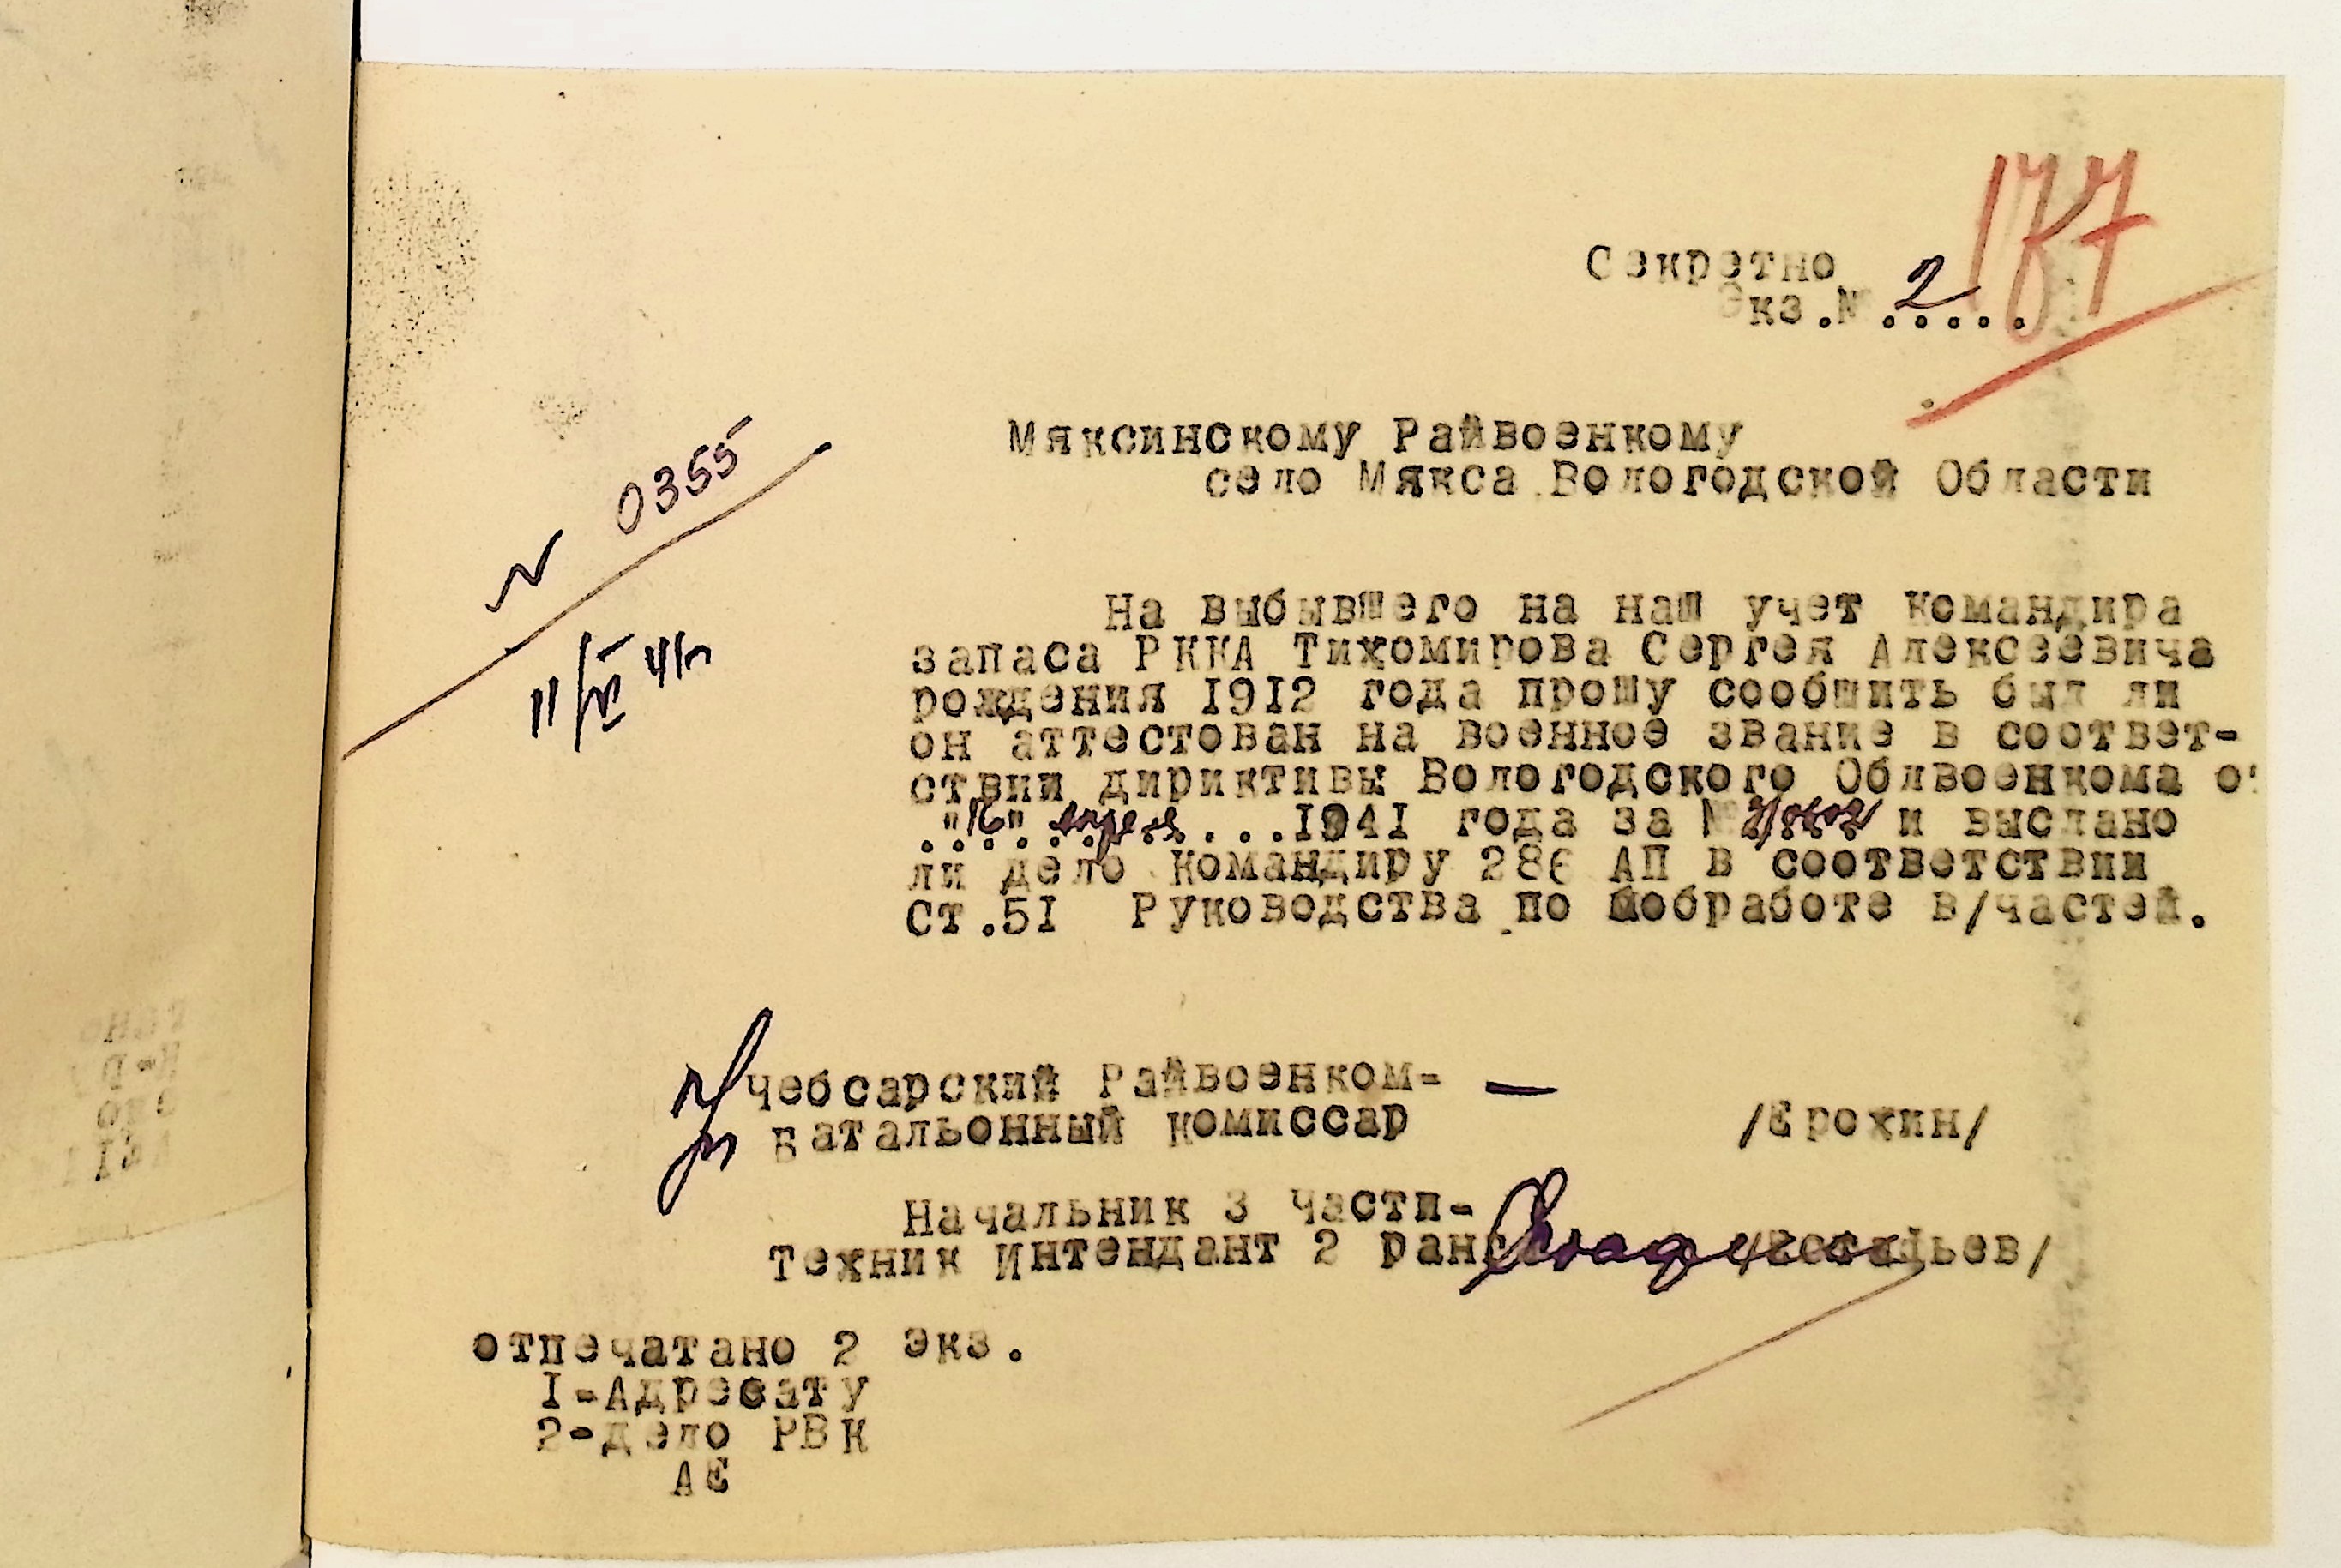 177
Секретно
Экз.№ 2
Мяксинскому Райвоенкому
село Мякса Вологодской Области
N 0355
11/VI 41г
На выбывшего на наш учет командира
запаса РККА Тихомирова Сергея Алексеевича
рождения 1912 года прошу сообшить был ли
он аттестован на военное звание в соответ-
ствии дириктивы Вологодского Облвоенкома от
"16" апреля...1941 года за № и выслано
ли дело командиру 286 АП в соответствии
Ст.51 Руководства по мобработе в/частей.
чебсарский Райвоенком-
Батальонный комиссар /Ерохин/
Начальник 3 части-
Техник Интендант 2 ранга
отпечатано 2 экз.
1-Адресату
2-дело РВК
АЕ